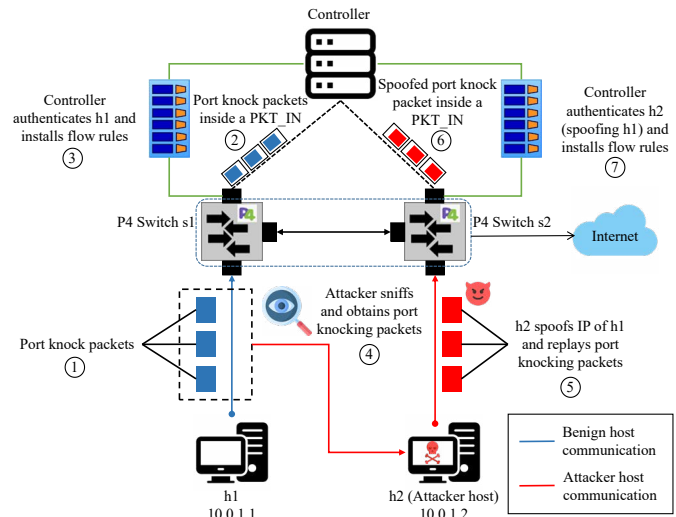 Controller
Controller
authenticates h1 and
installs flow rules
3
Port knock packets
inside a PKT_IN
2
Spoofed port knock
packet inside a
PKT_IN
6
Controller
authenticates h2
(spoofing h1) and
installs flow rules
7
P4 Switch s1
P4
P4
P4 Switch s2
Internet
Port knock packets
1
Attacker sniffs
and obtains port
knocking packets
4
h2 spoofs IP of h1
and replays port
knocking packets
5
h1
10.0.1.1
h2 (Attacker host)
10.0.1.2
Benign host
communication
Attacker host
communication